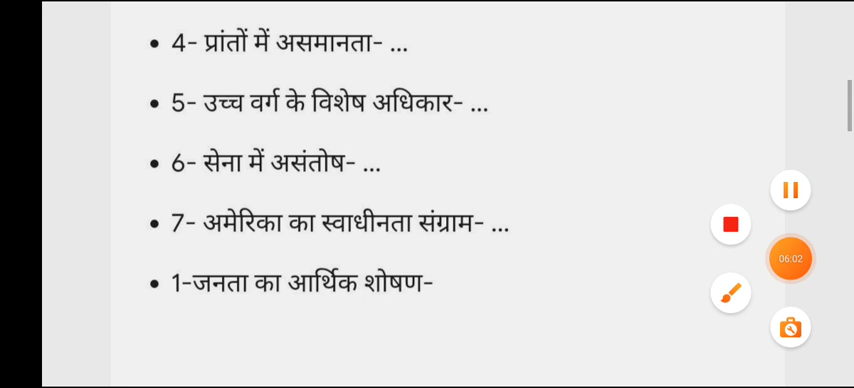 • 4- प्रांतों में असमानता- ...
• 5- उच्च वर्ग के विशेष अधिकार- ...
• 6- सेना में असंतोष- ...
• 7- अमेरिका का स्वाधीनता संग्राम- ...
• 1-जनता का आर्थिक शोषण-
06:02